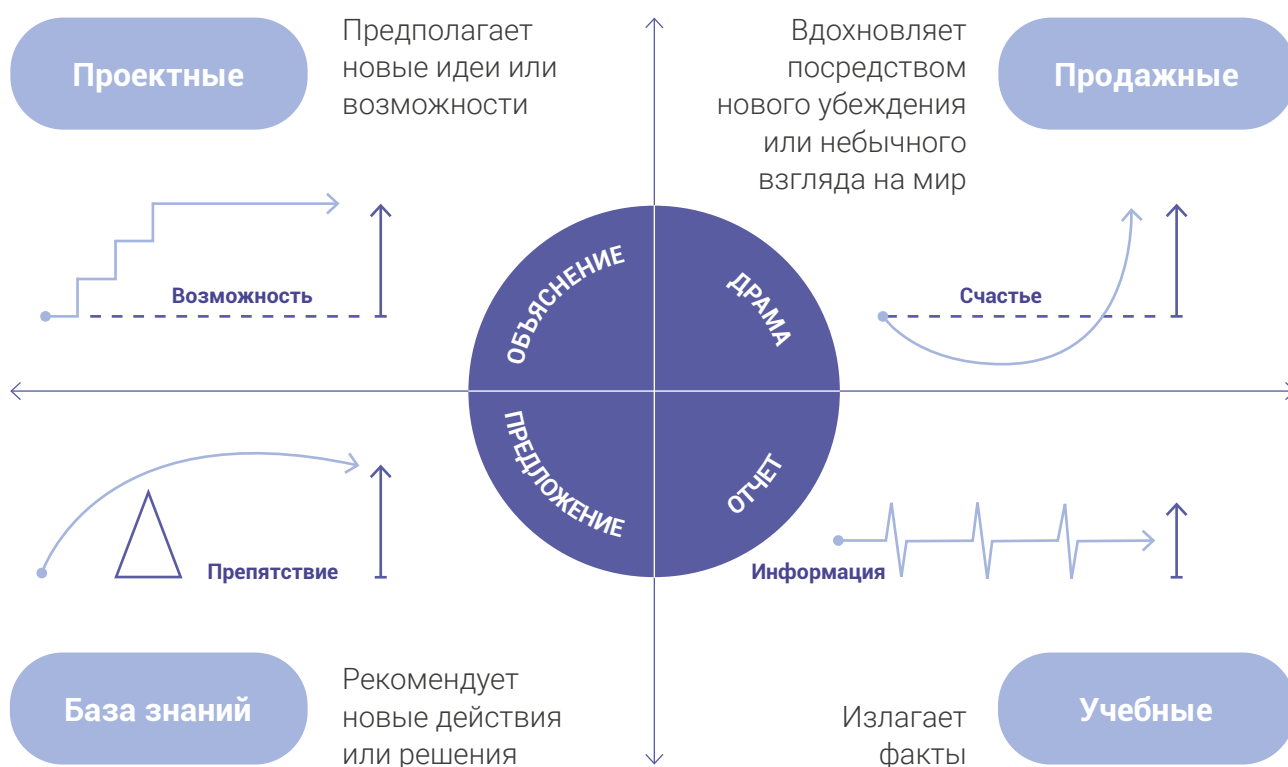 Проектные
Предполагает
новые идеи или
возможности
Вдохновляет
посредством
нового убеждения
или небычного
взгляда на мир
Продажные
Возможность
ОБЪЯСНЕНИЕ
ДРАМА
Счастье
Препятствие
ПРЕДЛОЖЕНИЕ
ОТЧЕТ
Информация
База знаний
Рекомендует
новые действия
или решения
Излагает
факты
Учебные